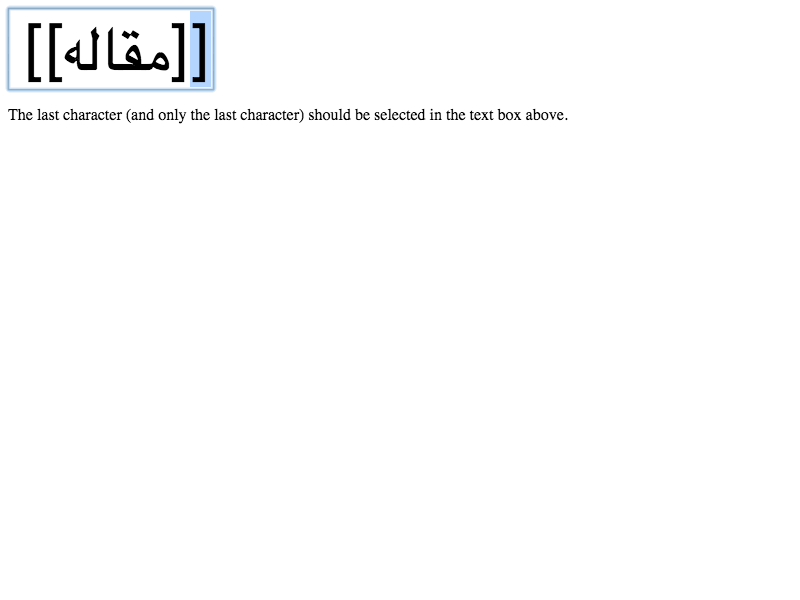 [[مقاله]]
The last character (and only the last character) should be selected in the text box above.